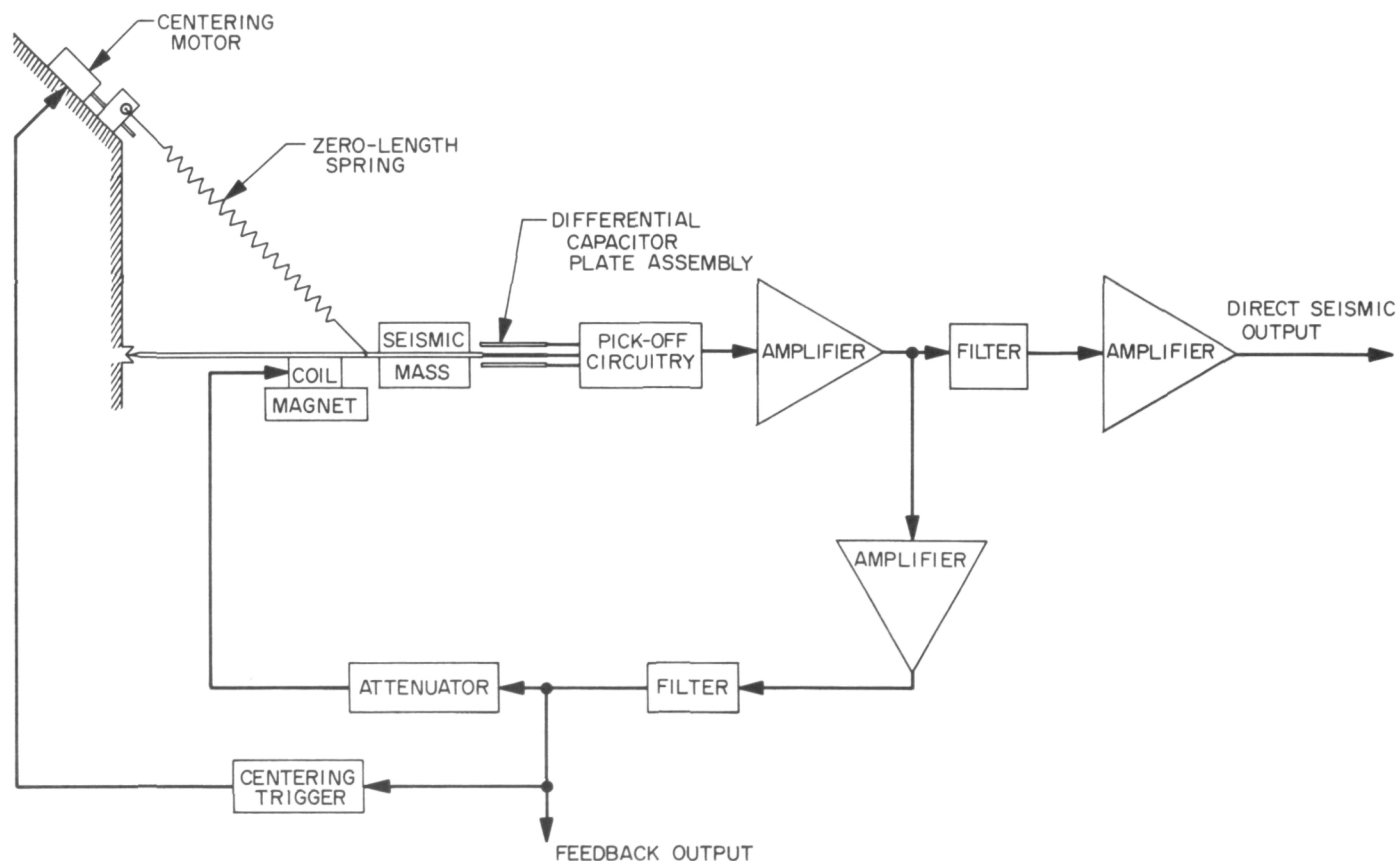 CENTERING
MOTOR
ZERO-LENGTH
SPRING
DIFFERENTIAL
CAPACITOR
PLATE ASSEMBLY
SEISMIC
MASS
COIL
MAGNET
PICK-OFF
CIRCUITRY
AMPLIFIER
FILTER
AMPLIFIER
DIRECT SEISMIC
OUTPUT
AMPLIFIER
ATTENUATOR
FILTER
CENTERING
TRIGGER
FEEDBACK OUTPUT